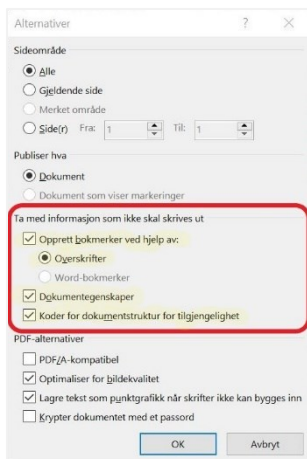 Alternativer ? ×
Sideområde
Alle
Gjeldende side
Merket område
Side(r) Fra: 1 Til: 1
Publiser hva
Dokument
Dokument som viser markeringer
Ta med informasjon som ikke skal skrives ut
Opprett bokmerker ved hjelp av:
Overskrifter
Word-bokmerker
Dokumentegenskaper
Koder for dokumentstruktur for tilgjengelighet
PDF-alternativer
PDF/A-kompatibel
Optimaliser for bildekvalitet
Lagre tekst som punktgrafikk når skrifter ikke kan bygges inn
Krypter dokumentet med et passord
OK Avbryt